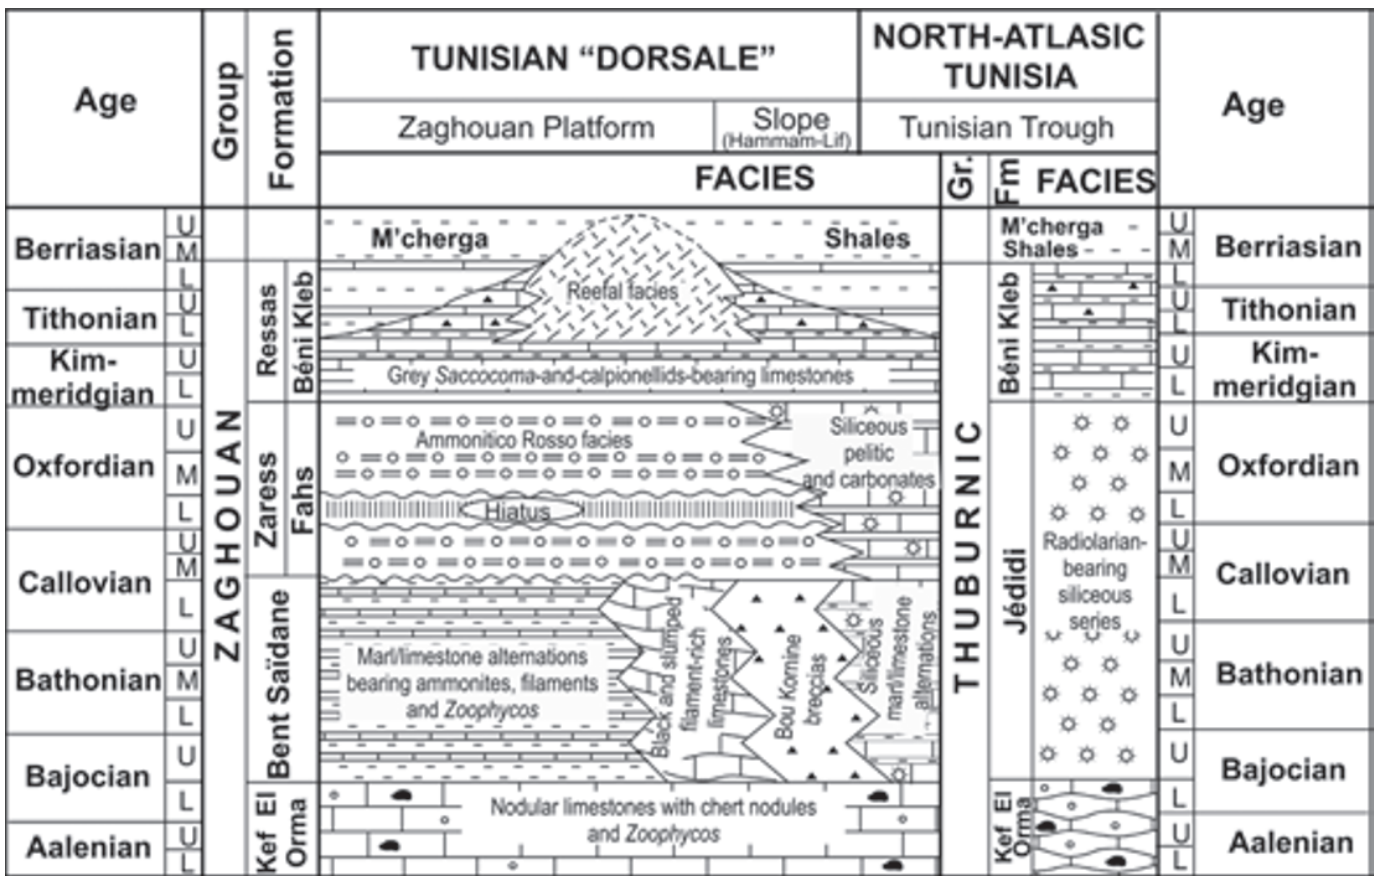 Age
Group
Formation
TUNISIAN “DORSALE”
NORTH-ATLASIC
TUNISIA
Age
Zaghouan Platform
Slope
(Hammam-Lif)
Tunisian Trough
FACIES
Gr.
Fm
FACIES
Berriasian
U
M
L
Tithonian
U
L
Kim-
meridgian
U
L
Oxfordian
U
M
L
Callovian
U
M
L
Bathonian
U
M
L
Bajocian
U
L
Aalenian
U
L
ZAGHOUAN
Ressas
Béni Kleb
Zaress
Fahs
Bent Saïdane
Kef El
Orma
M'cherga
Shales
Reefal facies
Grey Saccocoma-and-calpionellids-bearing limestones
Ammonitico Rosso facies
Siliceous
pelitic
and carbonates
Hiatus
Marl/limestone alternations
bearing ammonites, filaments
and Zoophycos
Black and slumped
filament-rich
limestones
Bou Kornine
breccias
Siliceous
marl/limestone
alternations
Nodular limestones with chert nodules
and Zoophycos
THUBURNIC
M'cherga
Shales
Béni Kleb
Jédidi
Kef El
Orma
Radiolarian-
bearing
siliceous
series
U
M
L
Berriasian
U
L
Tithonian
U
L
Kim-
meridgian
U
M
L
Oxfordian
U
M
L
Callovian
U
M
L
Bathonian
U
L
Bajocian
U
L
Aalenian